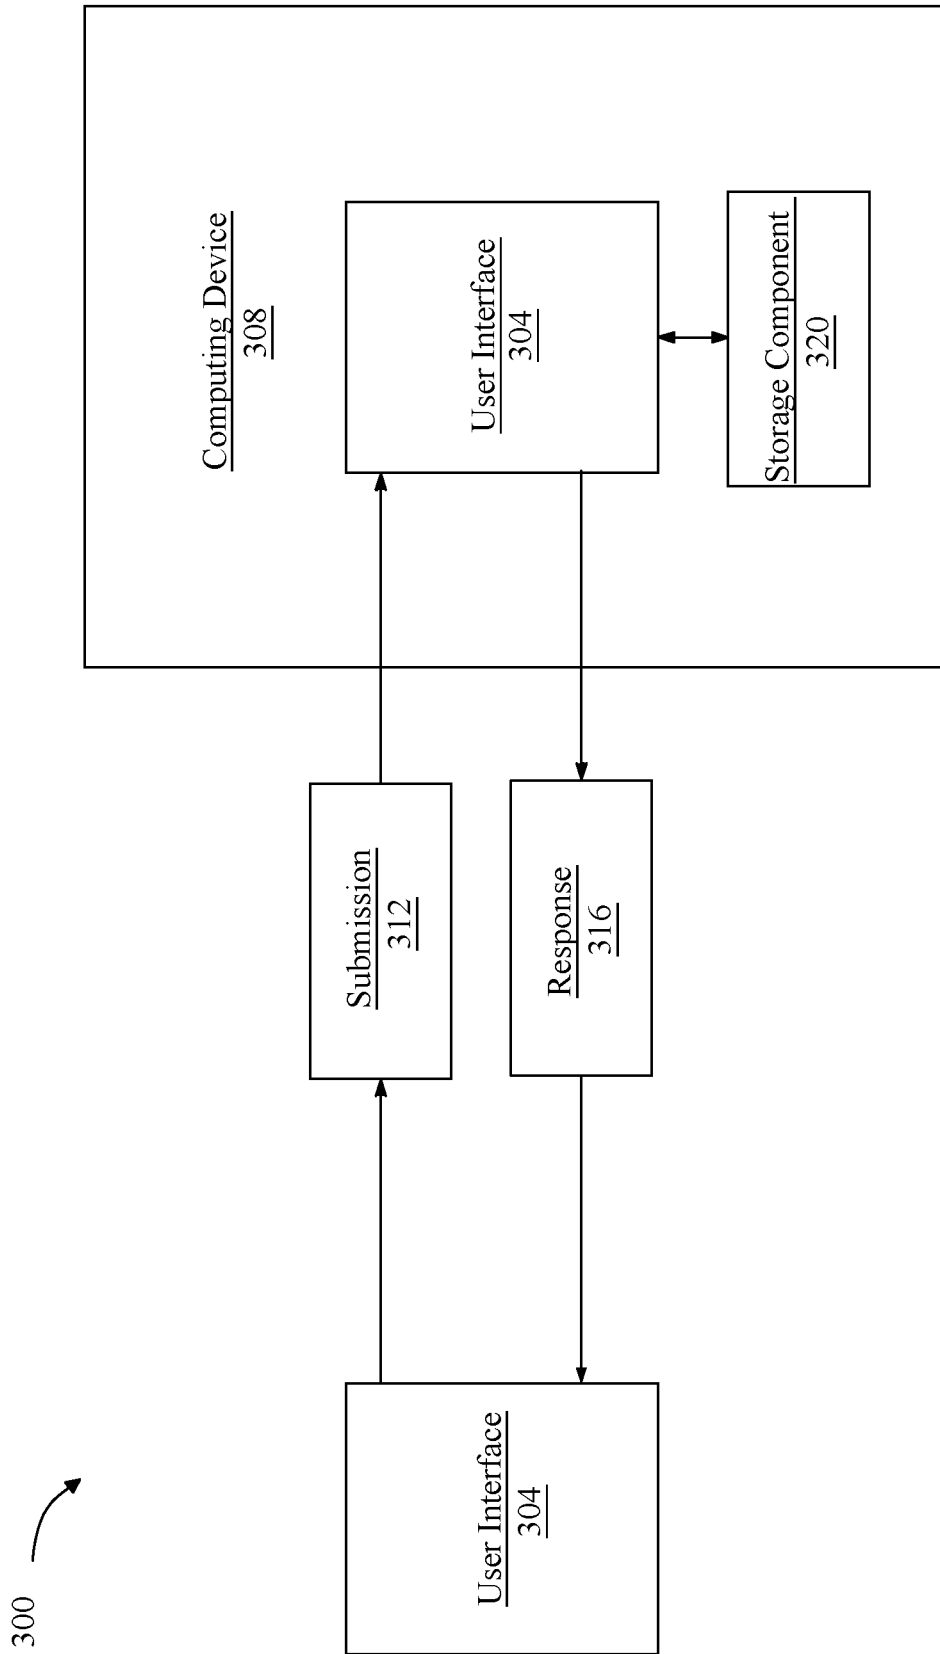 300
User Interface
304
Submission
312
Response
316
Computing Device
308
User Interface
304
Storage Component
320